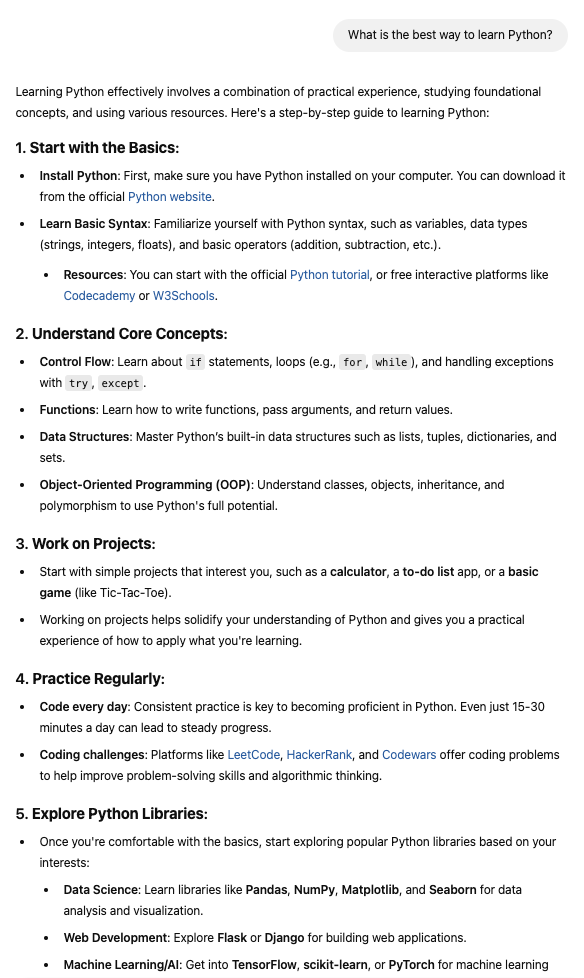 What is the best way to learn Python?
Learning Python effectively involves a combination of practical experience, studying foundational
concepts, and using various resources. Here's a step-by-step guide to learning Python:
1. Start with the Basics:
• Install Python: First, make sure you have Python installed on your computer. You can download it
from the official Python website.
• Learn Basic Syntax: Familiarize yourself with Python syntax, such as variables, data types
(strings, integers, floats), and basic operators (addition, subtraction, etc.).
• Resources: You can start with the official Python tutorial, or free interactive platforms like
Codecademy or W3Schools.
2. Understand Core Concepts:
• Control Flow: Learn about if statements, loops (e.g., for, while), and handling exceptions
with try, except.
• Functions: Learn how to write functions, pass arguments, and return values.
• Data Structures: Master Python's built-in data structures such as lists, tuples, dictionaries, and
sets.
• Object-Oriented Programming (OOP): Understand classes, objects, inheritance, and
polymorphism to use Python's full potential.
3. Work on Projects:
• Start with simple projects that interest you, such as a calculator, a to-do list app, or a basic
game (like Tic-Tac-Toe).
• Working on projects helps solidify your understanding of Python and gives you a practical
experience of how to apply what you're learning.
4. Practice Regularly:
• Code every day: Consistent practice is key to becoming proficient in Python. Even just 15-30
minutes a day can lead to steady progress.
• Coding challenges: Platforms like LeetCode, HackerRank, and Codewars offer coding problems
to help improve problem-solving skills and algorithmic thinking.
5. Explore Python Libraries:
• Once you're comfortable with the basics, start exploring popular Python libraries based on your
interests:
• Data Science: Learn libraries like Pandas, NumPy, Matplotlib, and Seaborn for data
analysis and visualization.
• Web Development: Explore Flask or Django for building web applications.
• Machine Learning/AI: Get into TensorFlow, scikit-learn, or PyTorch for machine learning